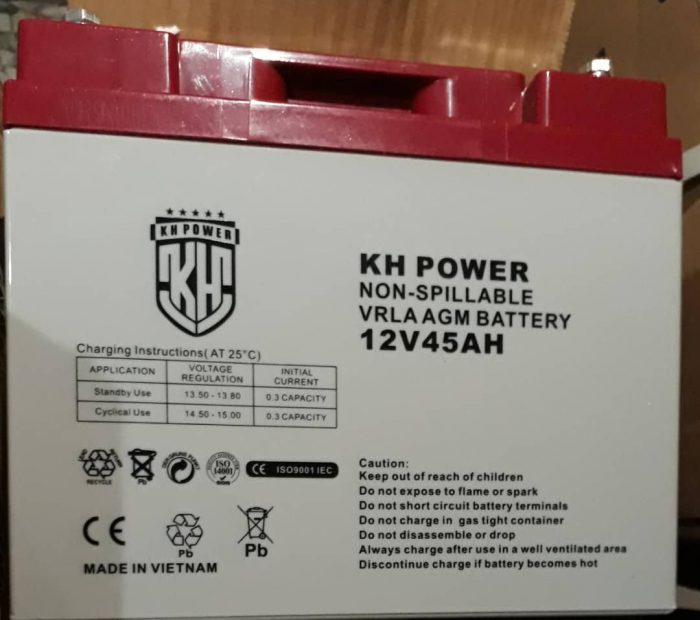 KH POWER
KH
KH POWER
NON-SPILLABLE
VRLA AGM BATTERY
12V45AH
Charging Instructions( AT 25°C)
APPLICATION VOLTAGE REGULATION INITIAL CURRENT
Standby Use 13.50 - 13.80 0.3 CAPACITY
Cyclical Use 14.50 - 15.00 0.3 CAPACITY
RECYCLE
Pb
ISO
14001
CE ISO9001 IEC
CE
Pb
Pb
MADE IN VIETNAM
Caution:
Keep out of reach of children
Do not expose to flame or spark
Do not short circuit battery terminals
Do not charge in gas tight container
Do not disassemble or drop
Always charge after use in a well ventilated area
Discontinue charge if battery becomes hot